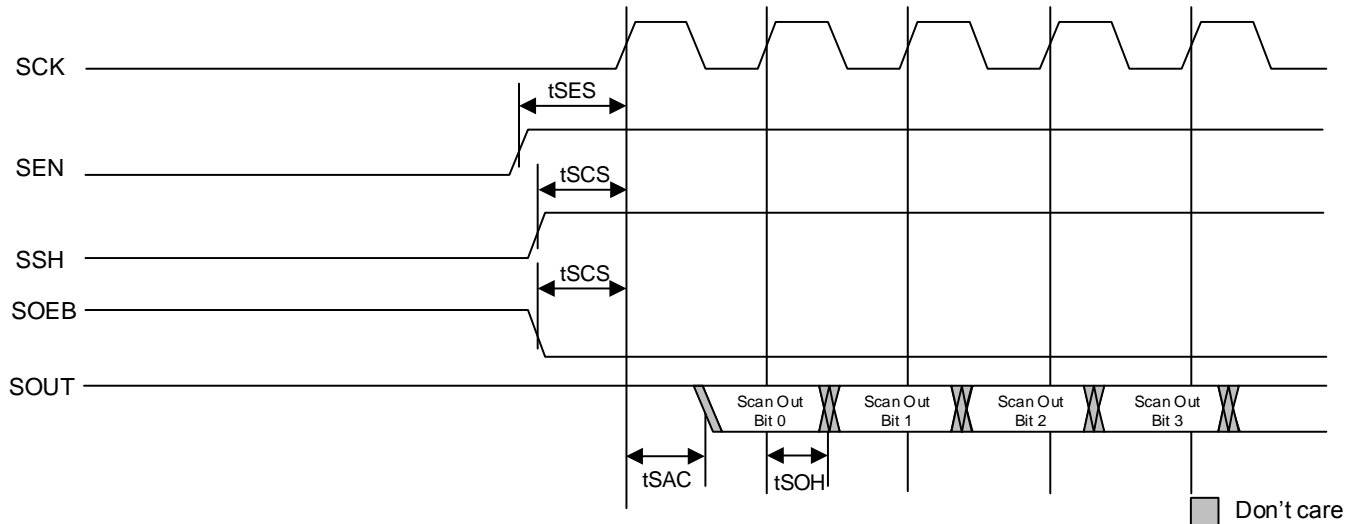 SCK
tSES
SEN
tSCS
SSH
tSCS
SOEB
SOUT
Scan Out
Bit 0
Scan Out
Bit 1
Scan Out
Bit 2
Scan Out
Bit 3
tSAC
tSOH
Don't care